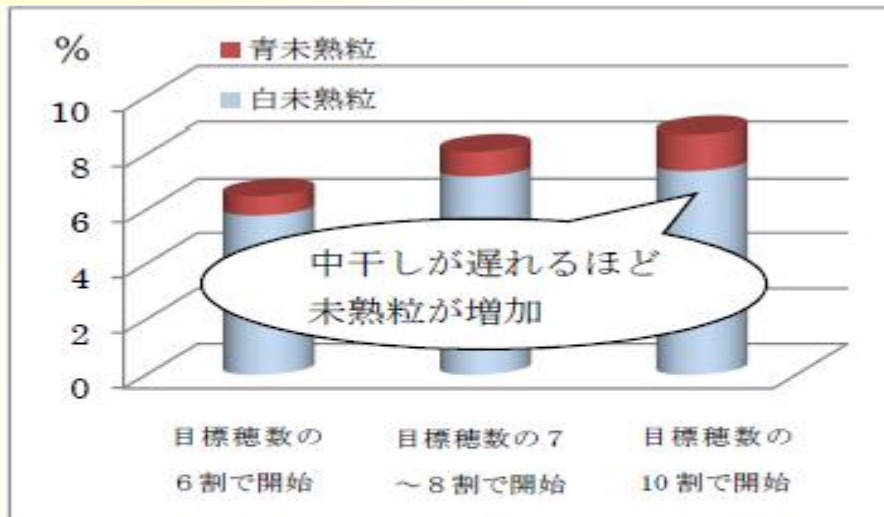 %
青未熟粒
白未熟粒
10
8
6
4
2
0
中干しが遅れるほど
未熟粒が増加
目標穂数の
6割で開始
目標穂数の7
～8割で開始
目標穂数の
10割で開始